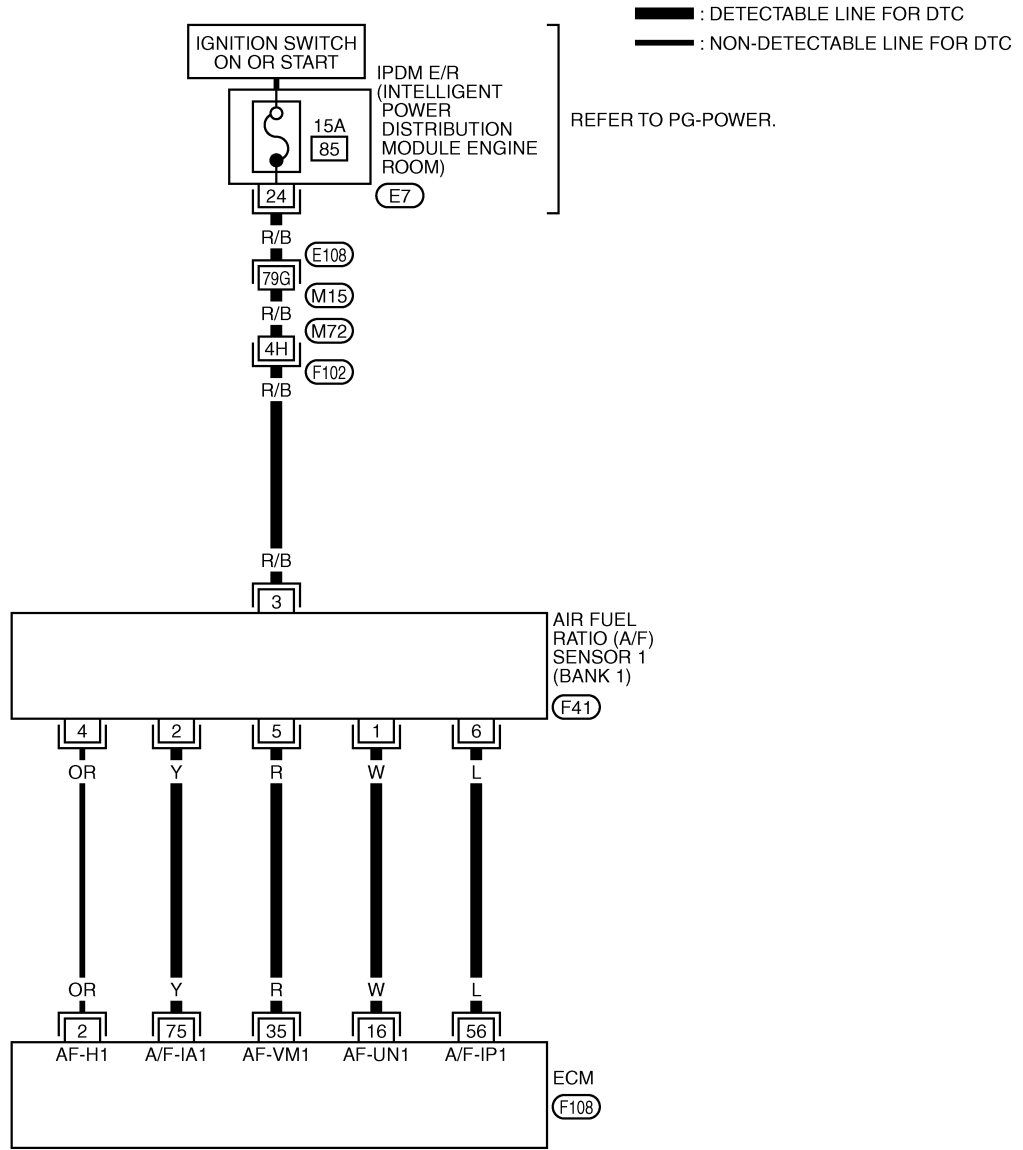 : DETECTABLE LINE FOR DTC
: NON-DETECTABLE LINE FOR DTC
IGNITION SWITCH
ON OR START
IPDM E/R
(INTELLIGENT
POWER
DISTRIBUTION
MODULE ENGINE
ROOM)
E7
15A
85
REFER TO PG-POWER.
24
R/B
E108
79G
M15
R/B
M72
4H
F102
R/B
R/B
3
AIR FUEL
RATIO (A/F)
SENSOR 1
(BANK 1)
F41
4 2 5 1 6
OR Y R W L
OR Y R W L
2 75 35 16 56
AF-H1 A/F-IA1 AF-VM1 AF-UN1 A/F-IP1
ECM
F108